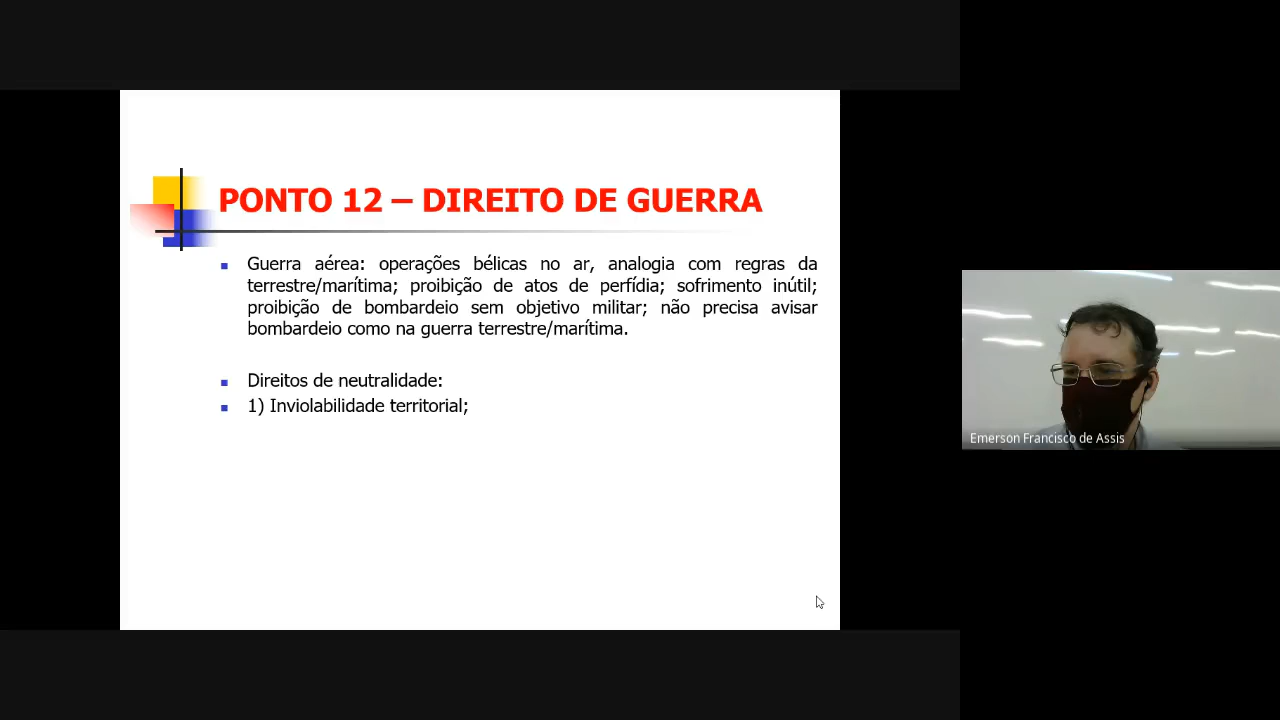 PONTO 12 – DIREITO DE GUERRA
Guerra aérea: operações bélicas no ar, analogia com regras da
terrestre/marítima; proibição de atos de perfídia; sofrimento inútil;
proibição de bombardeio sem objetivo militar; não precisa avisar
bombardeio como na guerra terrestre/marítima.
Direitos de neutralidade:
1) Inviolabilidade territorial;
Emerson Francisco de Assis